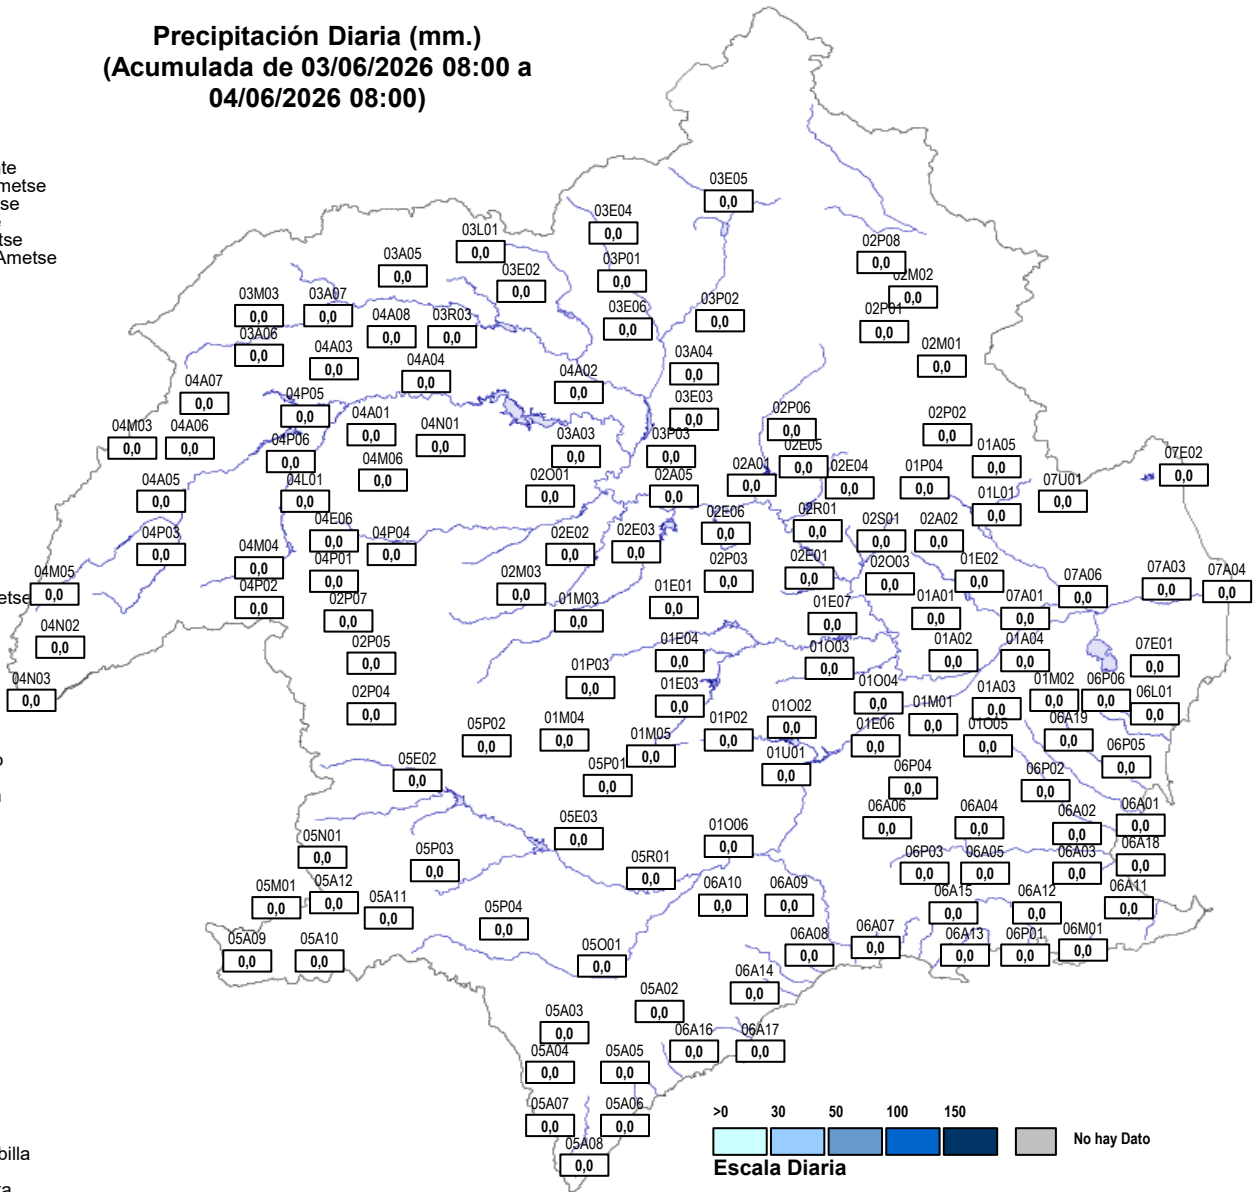 Precipitación Diaria (mm.)
(Acumulada de 03/06/2026 08:00 a
04/06/2026 08:00)
03E05
0,0
03E04
0,0
03L01
0,0
02P08
0,0
03A05
0,0
03P01
0,0
03E02
0,0
02M02
0,0
03M03
0,0
03A07
0,0
03P02
0,0
03E06
0,0
02P01
0,0
04A08
0,0
03R03
0,0
03A06
0,0
04A03
0,0
02M01
0,0
03A04
0,0
04A04
0,0
04A02
0,0
04A07
0,0
04P05
0,0
03E03
0,0
02P06
0,0
04A01
0,0
02P02
0,0
04M03
0,0
04A06
0,0
04N01
0,0
03A03
0,0
03P03
0,0
04P06
0,0
02E05
0,0
01A05
0,0
07E02
0,0
04M06
0,0
02A01
0,0
02E04
0,0
01P04
0,0
04A05
0,0
04L01
0,0
02O01
0,0
02A05
0,0
07U01
0,0
01L01
0,0
04E06
0,0
02E06
0,0
02R01
0,0
02S01
0,0
02A02
0,0
04P03
0,0
04P04
0,0
02E02
0,0
02E03
0,0
04M04
0,0
04P01
0,0
02P03
0,0
02E01
0,0
02O03
0,0
01E02
0,0
04M05
0,0
02M03
0,0
07A06
0,0
07A03
0,0
07A04
0,0
etse
04P02
0,0
01E01
0,0
02P07
0,0
01M03
0,0
01E07
0,0
01A01
0,0
07A01
0,0
04N02
0,0
02P05
0,0
01E04
0,0
01O03
0,0
01A02
0,0
01A04
0,0
07E01
0,0
04N03
0,0
01P03
0,0
01E03
0,0
01O04
0,0
01A03
0,0
01M02
0,0
06P06
0,0
02P04
0,0
06L01
0,0
01O02
0,0
01M01
0,0
05P02
0,0
01M04
0,0
01P02
0,0
01E06
0,0
01O05
0,0
06A19
0,0
01M05
0,0
06P05
0,0
05E02
0,0
05P01
0,0
01U01
0,0
06P04
0,0
06P02
0,0
05E03
0,0
06A06
0,0
06A04
0,0
06A02
0,0
06A01
0,0
01O06
0,0
05N01
0,0
05P03
0,0
05R01
0,0
06P03
0,0
06A05
0,0
06A03
0,0
06A18
0,0
05M01
0,0
05A12
0,0
05A11
0,0
06A10
0,0
06A09
0,0
06A15
0,0
06A12
0,0
06A11
0,0
05P04
0,0
05A09
0,0
05A10
0,0
05O01
0,0
06A08
0,0
06A07
0,0
06A13
0,0
06P01
0,0
06M01
0,0
06A14
0,0
05A02
0,0
05A03
0,0
06A16
0,0
06A17
0,0
05A04
0,0
05A05
0,0
05A07
0,0
05A06
0,0
05A08
0,0
>0 30 50 100 150
No hay Dato
Escala Diaria